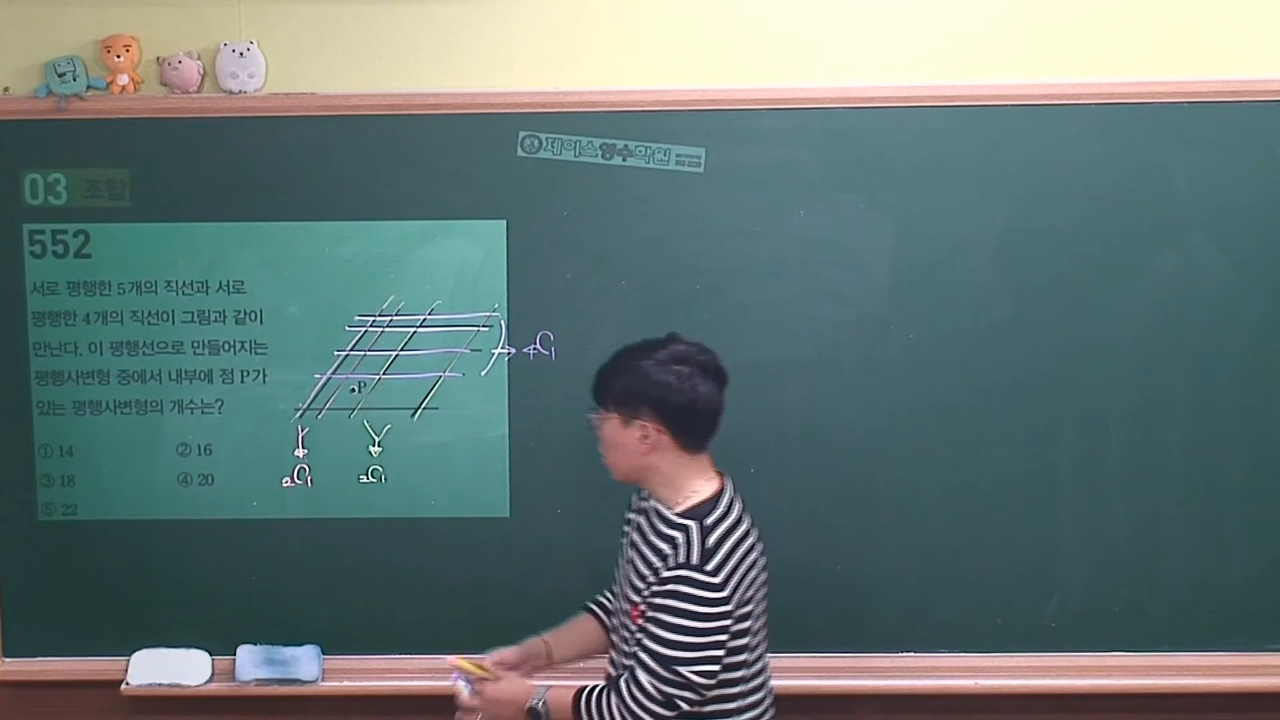 제이스영수학원
03 조합
552
서로 평행한 5개의 직선과 서로
평행한 4개의 직선이 그림과 같이
만난다. 이 평행선으로 만들어지는
평행사변형 중에서 내부에 점 P가
있는 평행사변형의 개수는?
① 14 ② 16
③ 18 ④ 20
⑤ 22
P
₄C₁
₂C₁ ₂C₁